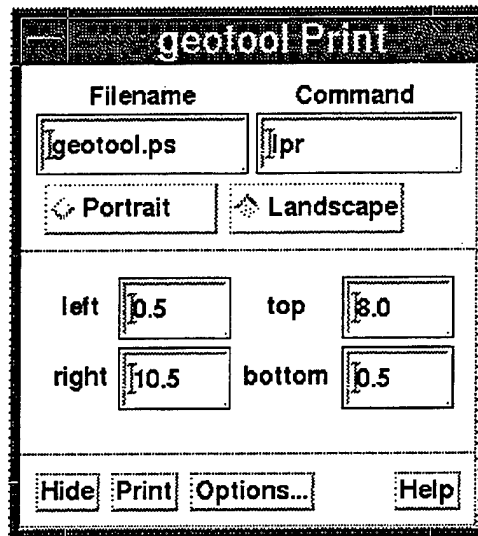 geotool Print
Filename Command
geotool.ps lpr
Portrait Landscape
left 0.5 top 8.0
right 10.5 bottom 0.5
Hide Print Options... Help